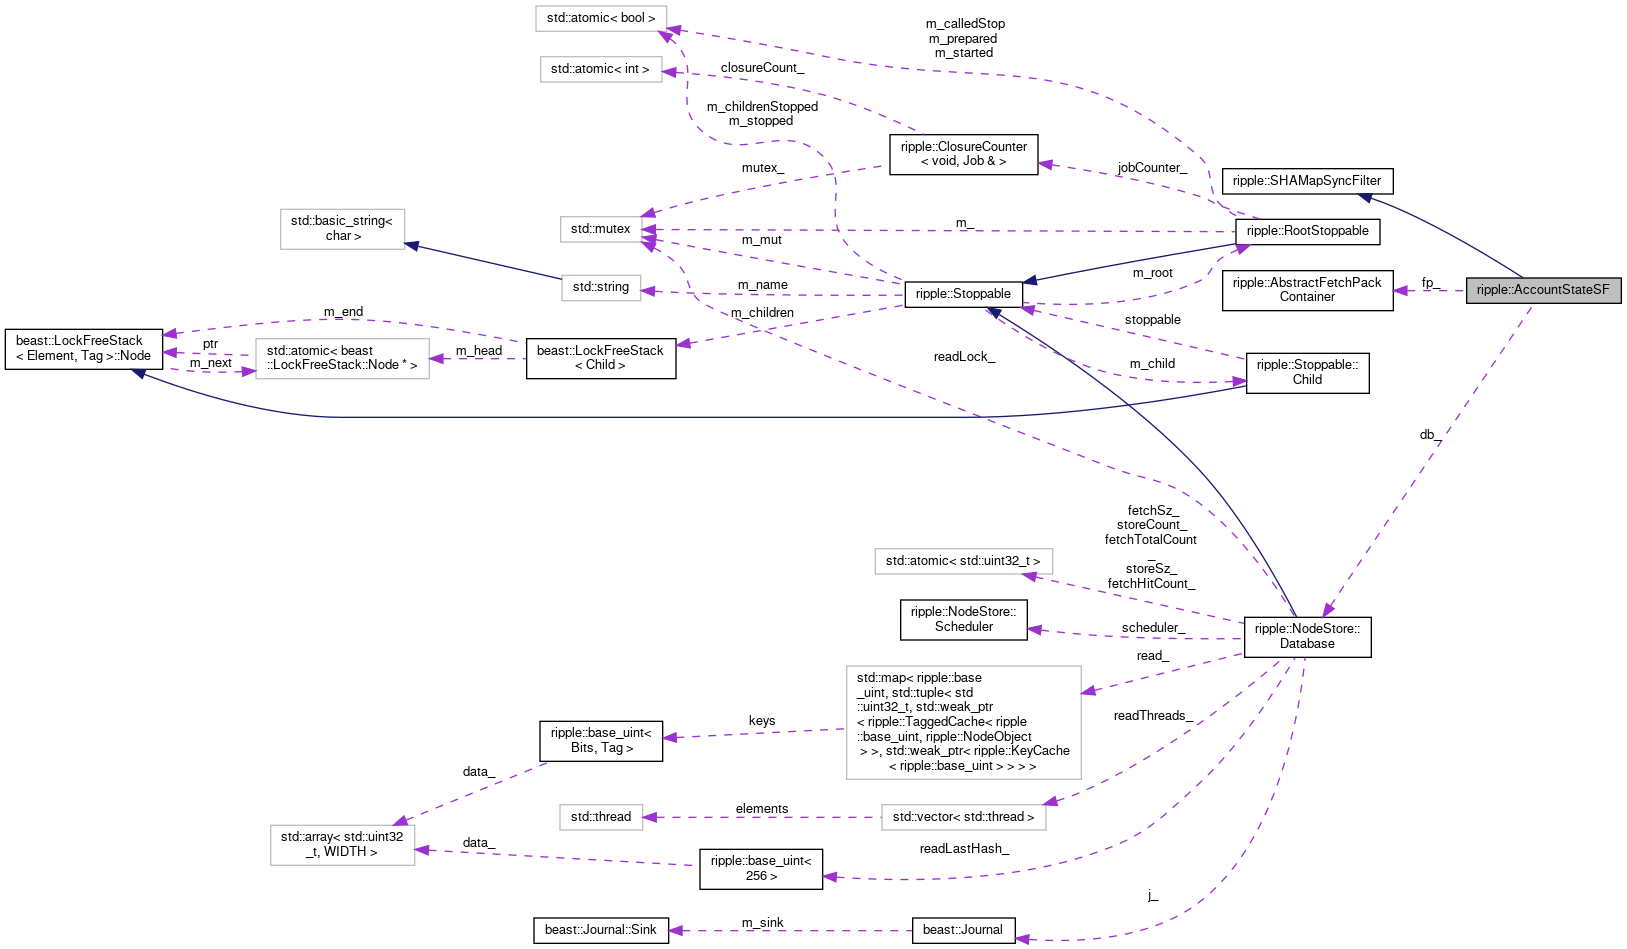 std::atomic< bool >
m_calledStop
m_prepared
m_started
std::atomic< int >
closureCount_
m_childrenStopped
m_stopped
ripple::ClosureCounter
< void, Job & >
mutex_
jobCounter_
ripple::SHAMapSyncFilter
std::basic_string<
char >
std::mutex
m_
ripple::RootStoppable
m_mut
m_root
ripple::AbstractFetchPack
Container
fp_
ripple::AccountStateSF
std::string
m_name
ripple::Stoppable
m_end
m_children
stoppable
beast::LockFreeStack
< Element, Tag >::Node
ptr
m_next
std::atomic< beast
::LockFreeStack::Node * >
m_head
beast::LockFreeStack
< Child >
readLock_
m_child
ripple::Stoppable::
Child
db_
fetchSz_
storeCount_
fetchTotalCount
_
storeSz_
fetchHitCount_
std::atomic< std::uint32_t >
ripple::NodeStore::
Scheduler
scheduler_
ripple::NodeStore::
Database
read_
std::map< ripple::base
_uint, std::tuple< std
::uint32_t, std::weak_ptr
< ripple::TaggedCache< ripple
::base_uint, ripple::NodeObject
> >, std::weak_ptr< ripple::KeyCache
< ripple::base_uint > > > >
keys
ripple::base_uint<
Bits, Tag >
readThreads_
data_
std::thread
elements
std::vector< std::thread >
std::array< std::uint32
_t, WIDTH >
data_
ripple::base_uint<
256 >
readLastHash_
j_
beast::Journal::Sink
m_sink
beast::Journal